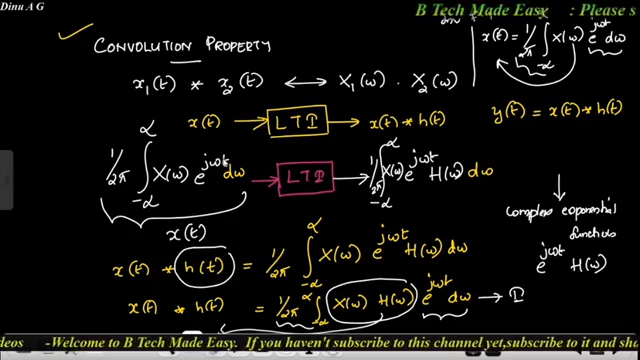 Dinu A G
B Tech Made Easy : Please s
x(t) = 1/2π ∫_{-α} X(ω) e^{jωt} dω
CONVOLUTION PROPERTY
x₁(t) * x₂(t) ⟷ X₁(ω) . X₂(ω)
x(t) → LTI → x(t) * h(t)
y(t) = x(t) * h(t)
1/2π ∫_{-α}^{α} X(ω) e^{jωt} dω → LTI → 1/2π ∫_{-α}^{α} X(ω) e^{jωt} H(ω) dω
x(t)
complex exponential
functions
e^{jωt} H(ω)
x(t) * h(t) = 1/2π ∫_{-α}^{α} X(ω) e^{jωt} H(ω) dω
x(t) * h(t) = 1/2π ∫_{-α}^{α} X(ω) H(ω) e^{jωt} dω → I
deos -Welcome to B Tech Made Easy. If you haven't subscribe to this channel yet,subscribe to it and sha